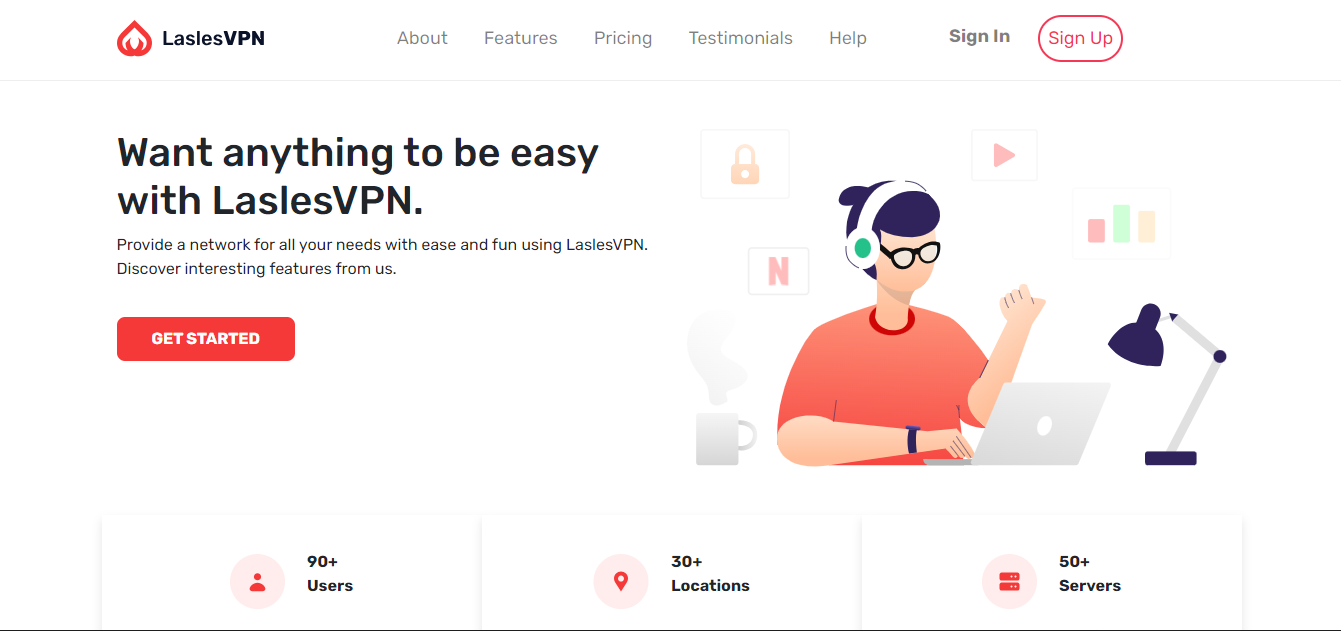 LaslesVPN
About
Features
Pricing
Testimonials
Help
Sign In
Sign Up
Want anything to be easy
with LaslesVPN.
Provide a network for all your needs with ease and fun using LaslesVPN.
Discover interesting features from us.
GET STARTED
N
90+
Users
30+
Locations
50+
Servers